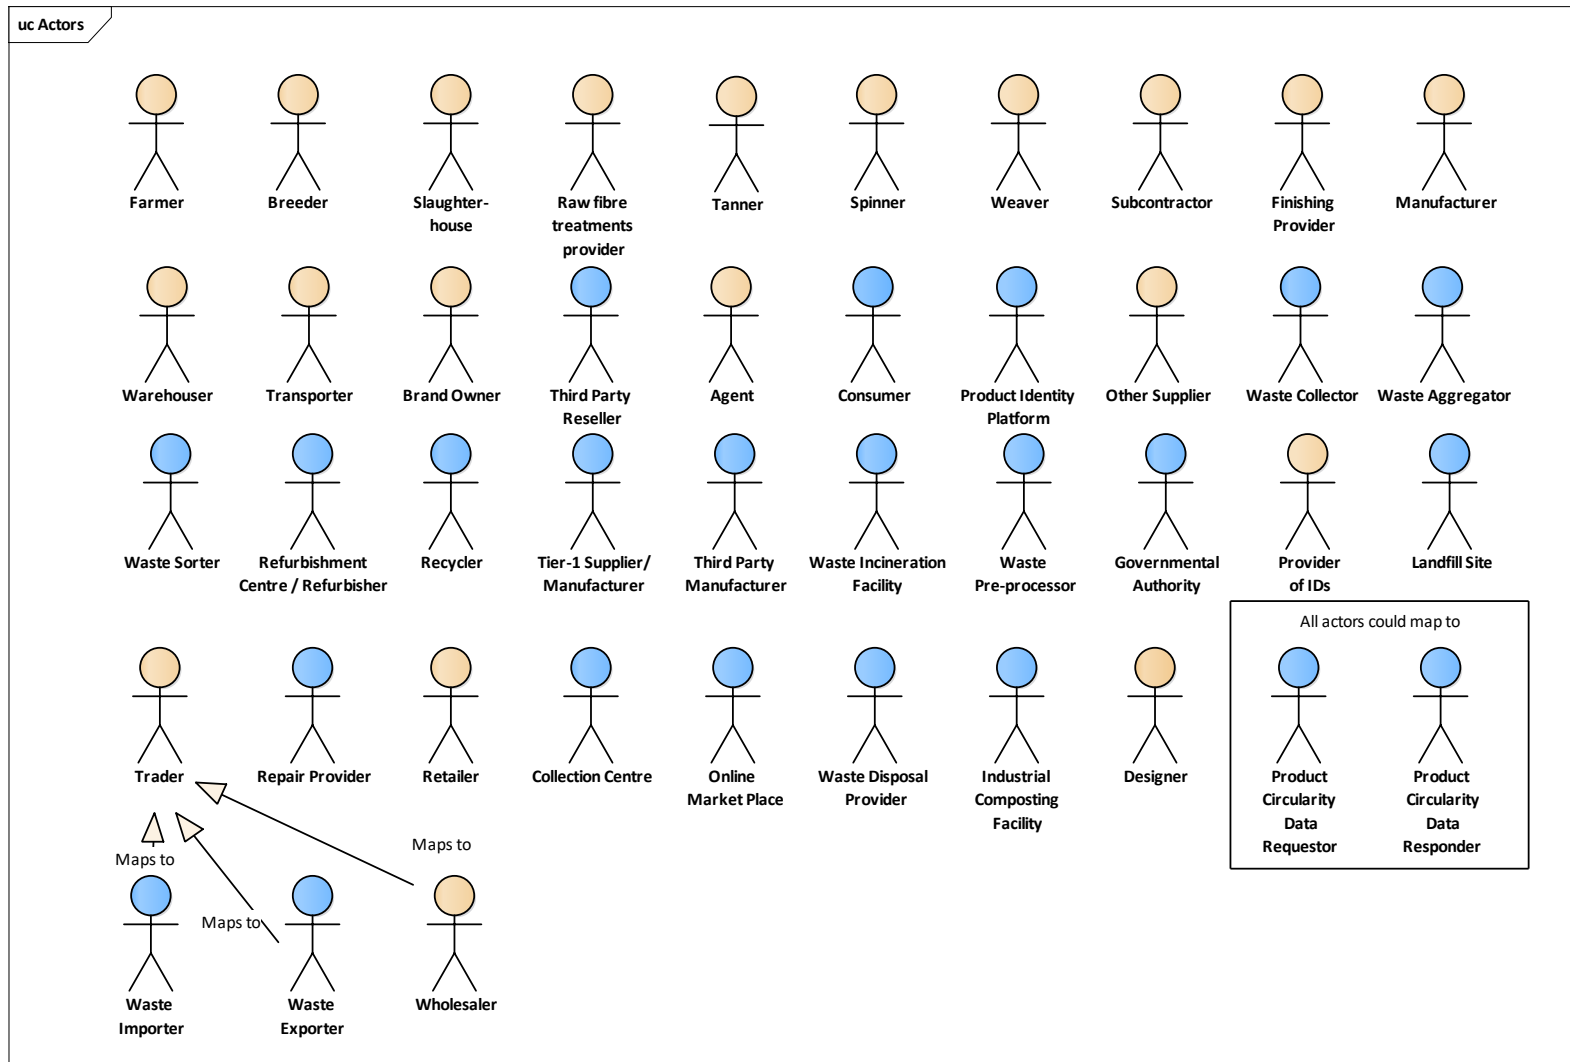 uc Actors
Farmer
Breeder
Slaughter-
house
Raw fibre
treatments
provider
Tanner
Spinner
Weaver
Subcontractor
Finishing
Provider
Manufacturer
Warehouser
Transporter
Brand Owner
Third Party
Reseller
Agent
Consumer
Product Identity
Platform
Other Supplier
Waste Collector
Waste Aggregator
Waste Sorter
Refurbishment
Centre / Refurbisher
Recycler
Tier-1 Supplier/
Manufacturer
Third Party
Manufacturer
Waste Incineration
Facility
Waste
Pre-processor
Governmental
Authority
Provider
of IDs
Landfill Site
All actors could map to
Trader
Repair Provider
Retailer
Collection Centre
Online
Market Place
Waste Disposal
Provider
Industrial
Composting
Facility
Designer
Product
Circularity
Data
Requestor
Product
Circularity
Data
Responder
Maps to
Maps to
Maps to
Waste
Importer
Waste
Exporter
Wholesaler